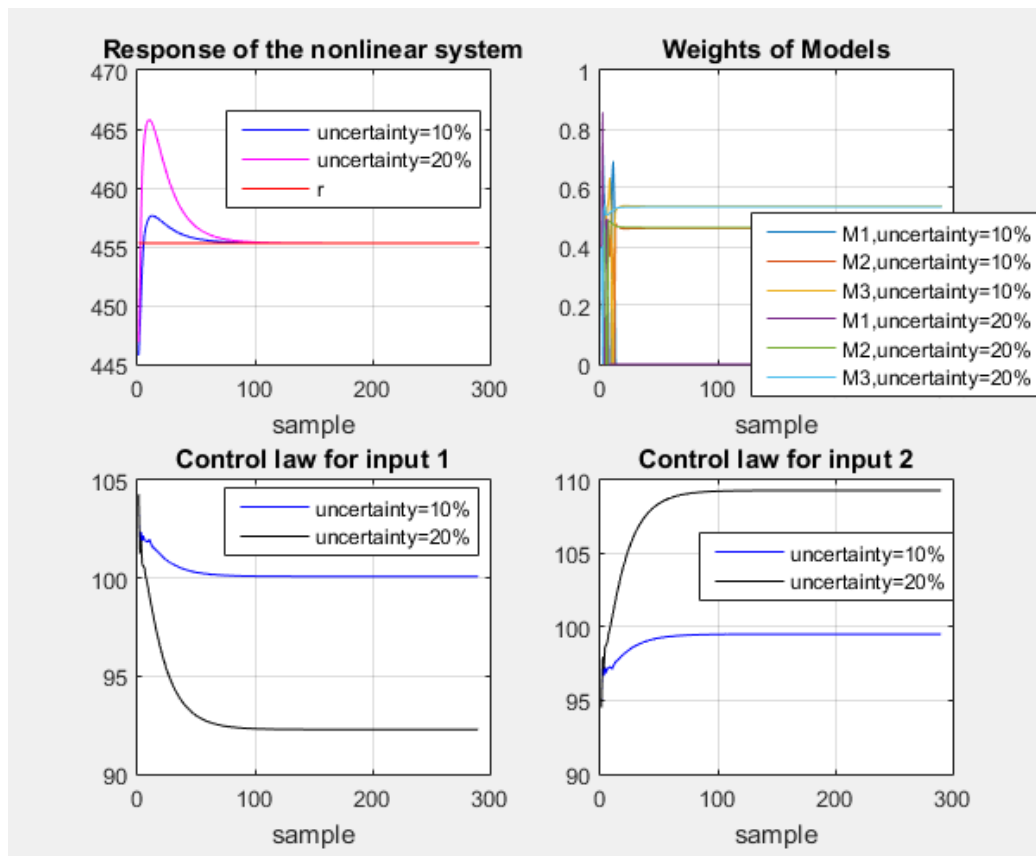 Response of the nonlinear system
470
465
460
455
450
445
0
100
200
300
sample
uncertainty=10%
uncertainty=20%
r
Weights of Models
1
0.8
0.6
0.4
0.2
0
0
100
200
300
sample
M1,uncertainty=10%
M2,uncertainty=10%
M3,uncertainty=10%
M1,uncertainty=20%
M2,uncertainty=20%
M3,uncertainty=20%
Control law for input 1
105
100
95
90
0
100
200
300
sample
uncertainty=10%
uncertainty=20%
Control law for input 2
110
105
100
95
90
0
100
200
300
sample
uncertainty=10%
uncertainty=20%